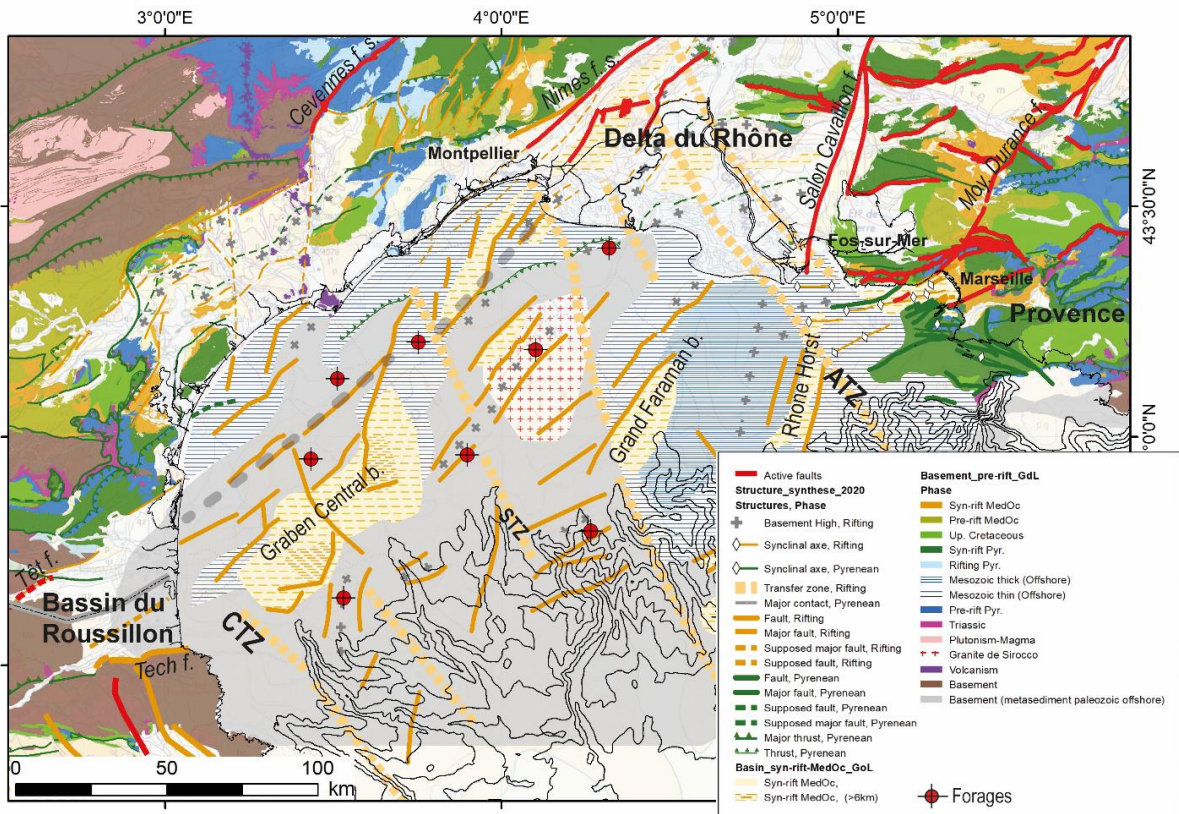 3°0'0"E
4°0'0"E
5°0'0"E
Cevennes f. s.
Nimes f. s.
Montpellier
Delta du Rhône
Salon Cavaillon f.
Moy. Durance f.
43°30'0"N
Fos-sur-Mer
Marseille
Provence
Grand Faraman b.
Rhone Horst
ATZ
0'0"N
Graben Central b.
STZ
Têt f.
Bassin du
Roussillon
CTZ
Tech f.
0
50
100
km
Active faults
Structure_synthese_2020
Structures, Phase
Basement High, Rifting
Synclinal axe, Rifting
Synclinal axe, Pyrenean
Transfer zone, Rifting
Major contact, Pyrenean
Fault, Rifting
Major fault, Rifting
Supposed major fault, Rifting
Supposed fault, Rifting
Fault, Pyrenean
Major fault, Pyrenean
Supposed fault, Pyrenean
Supposed major fault, Pyrenean
Major thrust, Pyrenean
Thrust, Pyrenean
Basin_syn-rift-MedOc_GoL
Syn-rift MedOc,
Syn-rift MedOc, (>6km)
Basement_pre-rift_GdL
Phase
Syn-rift MedOc
Pre-rift MedOc
Up. Cretaceous
Syn-rift Pyr.
Rifting Pyr.
Mesozoic thick (Offshore)
Mesozoic thin (Offshore)
Pre-rift Pyr.
Triassic
Plutonism-Magma
Granite de Sirocco
Volcanism
Basement
Basement (metasediment paleozoic offshore)
Forages